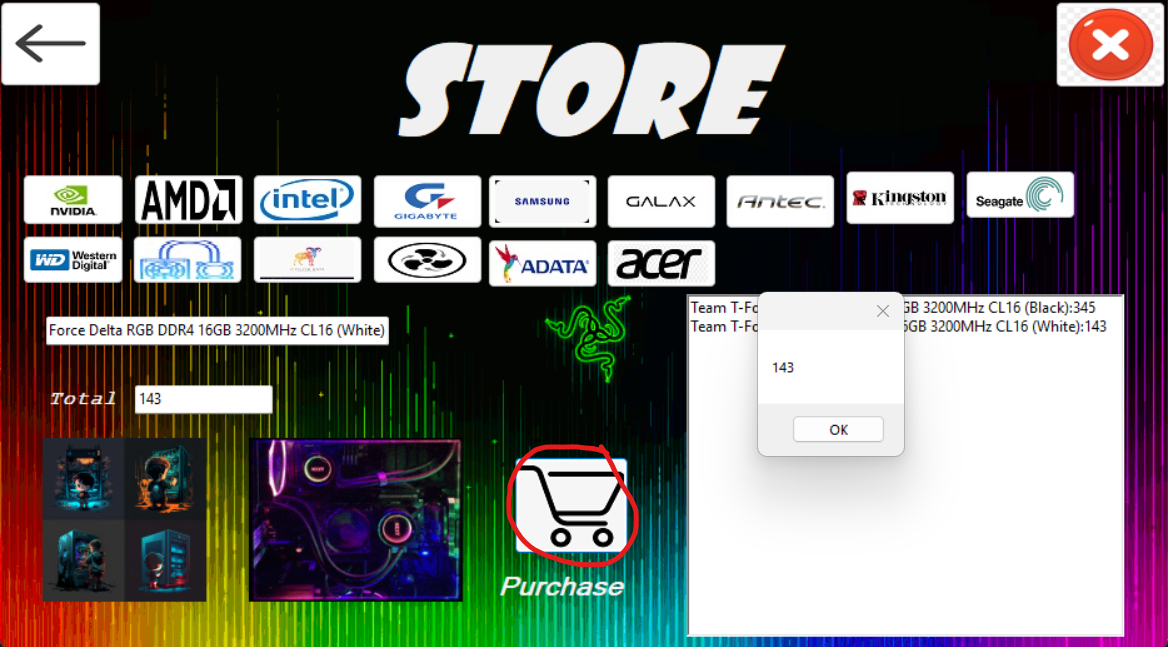 STORE
NVIDIA
AMD
intel
GIGABYTE
SAMSUNG
GALAX
Antec
Kingston
TECHNOLOGY
Seagate
WD Western
Digital
ADATA
acer
Force Delta RGB DDR4 16GB 3200MHz CL16 (White)
Total 143
Purchase
Team T-Fo
GB 3200MHz CL16 (Black):345
Team T-Fo
6GB 3200MHz CL16 (White):143
143
OK